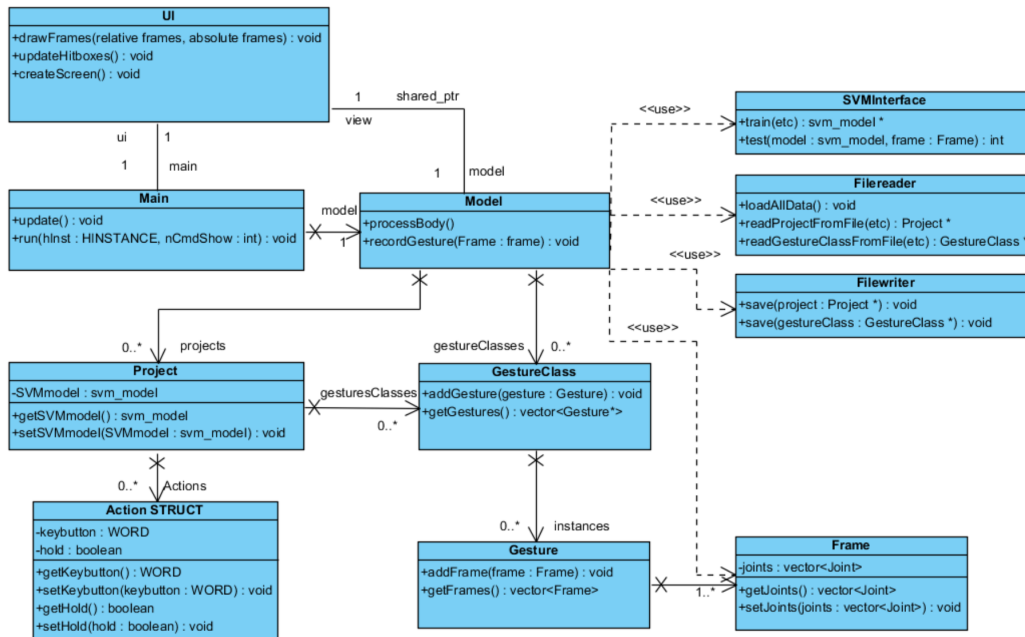 UI
+drawFrames(relative frames, absolute frames) : void
+updateHitboxes() : void
+createScreen() : void
1
shared_ptr
view
ui
1
1
main
1
model
<<use>>
SVMInterface
+train(etc) : svm_model *
+test(model : svm_model, frame : Frame) : int
Main
+update() : void
+run(hInst : HINSTANCE, nCmdShow : int) : void
model
1
Model
+processBody()
+recordGesture(Frame : frame) : void
<<use>>
Filereader
+loadAllData() : void
+readProjectFromFile(etc) : Project *
+readGestureClassFromFile(etc) : GestureClass *
<<use>>
Filewriter
+save(project : Project *) : void
+save(gestureClass : GestureClass *) : void
<<use>>
0..*
projects
gestureClasses
0..*
Project
-SVMmodel : svm_model
+getSVMmodel() : svm_model
+setSVMmodel(SVMmodel : svm_model) : void
gesturesClasses
0..*
GestureClass
+addGesture(gesture : Gesture) : void
+getGestures() : vector<Gesture*>
0..*
Actions
Action STRUCT
-keybutton : WORD
-hold : boolean
+getKeybutton() : WORD
+setKeybutton(keybutton : WORD) : void
+getHold() : boolean
+setHold(hold : boolean) : void
0..*
instances
Gesture
+addFrame(frame : Frame) : void
+getFrames() : vector<Frame>
1..*
Frame
-joints : vector<Joint>
+getJoints() : vector<Joint>
+setJoints(joints : vector<Joint>) : void